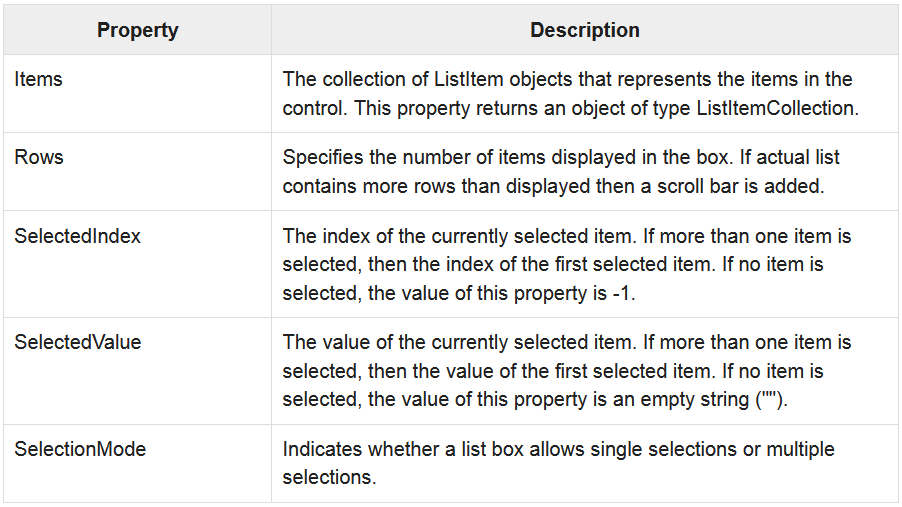 Property Description
Items
The collection of ListItem objects that represents the items in the
control. This property returns an object of type ListItemCollection.
Rows
Specifies the number of items displayed in the box. If actual list
contains more rows than displayed then a scroll bar is added.
SelectedIndex
The index of the currently selected item. If more than one item is
selected, then the index of the first selected item. If no item is
selected, the value of this property is -1.
SelectedValue
The value of the currently selected item. If more than one item is
selected, then the value of the first selected item. If no item is
selected, the value of this property is an empty string ("").
SelectionMode
Indicates whether a list box allows single selections or multiple
selections.